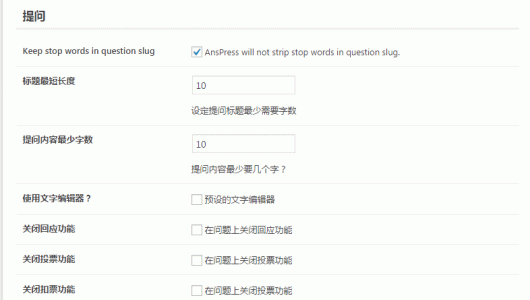 提问
Keep stop words in question slug
AnsPress will not strip stop words in question slug.
标题最短长度
10
设定提问标题最少需要字数
提问内容最少字数
10
提问内容最少要几个字？
使用文字编辑器？
预设的文字编辑器
关闭回应功能
在问题上关闭回应功能
关闭投票功能
在问题上关闭投票功能
关闭扣票功能
在问题上关闭投票功能